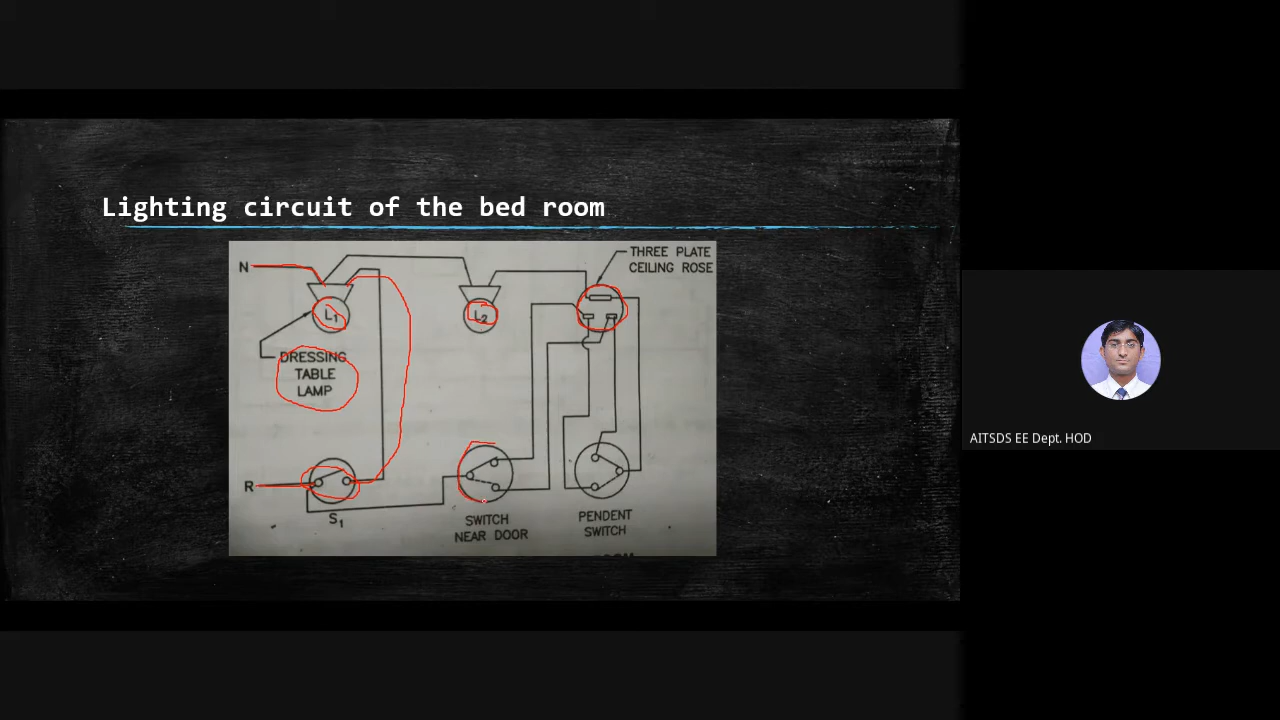 Lighting circuit of the bed room
THREE PLATE
CEILING ROSE
N
L1
L2
DRESSING
TABLE
LAMP
R
S1
SWITCH
NEAR DOOR
PENDENT
SWITCH
AITSDS EE Dept. HOD